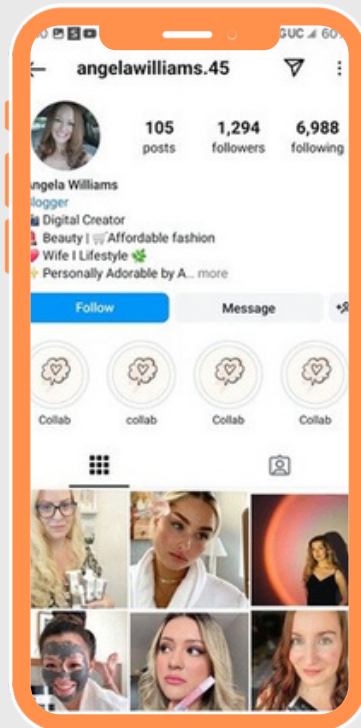 angelawilliams.45
105 1,294 6,988
posts followers following
ngela Williams
logger
Digital Creator
Beauty | Affordable fashion
Wife I Lifestyle
Personally Adorable by A... more
Follow Message
Collab collab Collab Collab